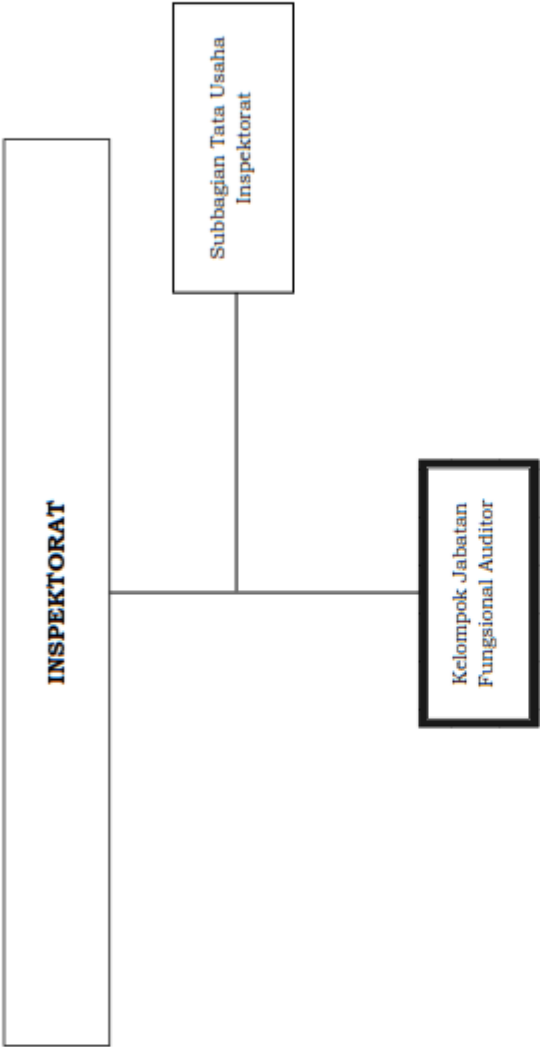 INSPEKTORAT
Subbagian Tata Usaha
Inspektorat
Kelompok Jabatan
Fungsional Auditor